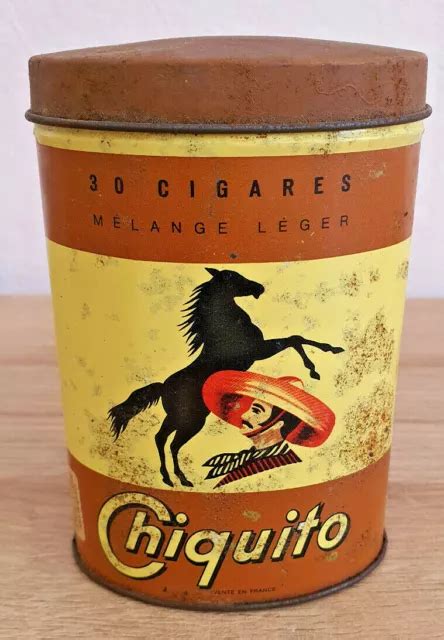 30 CIGARES
MÉLANGE LÉGER
Chiquito
VENTE EN FRANCE